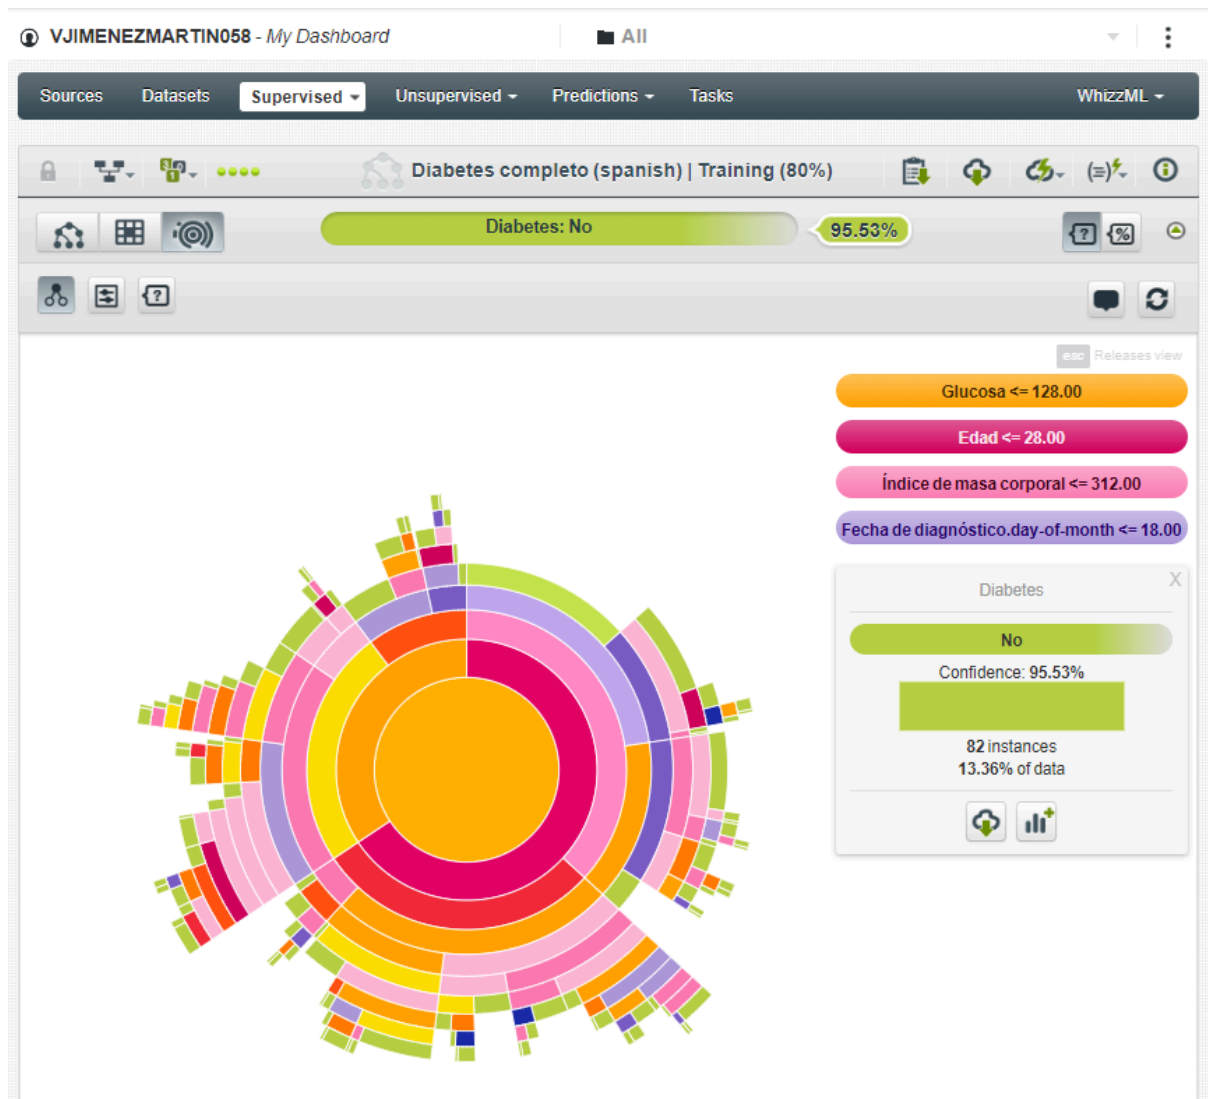 VJIMENEZMARTIN058 - My Dashboard All
Sources Datasets Supervised Unsupervised Predictions Tasks WhizzML
Diabetes completo (spanish) | Training (80%)
Diabetes: No 95.53%
esc Releases view
Glucosa <= 128.00
Edad <= 28.00
Índice de masa corporal <= 312.00
Fecha de diagnóstico.day-of-month <= 18.00
Diabetes X
No
Confidence: 95.53%
82 instances
13.36% of data